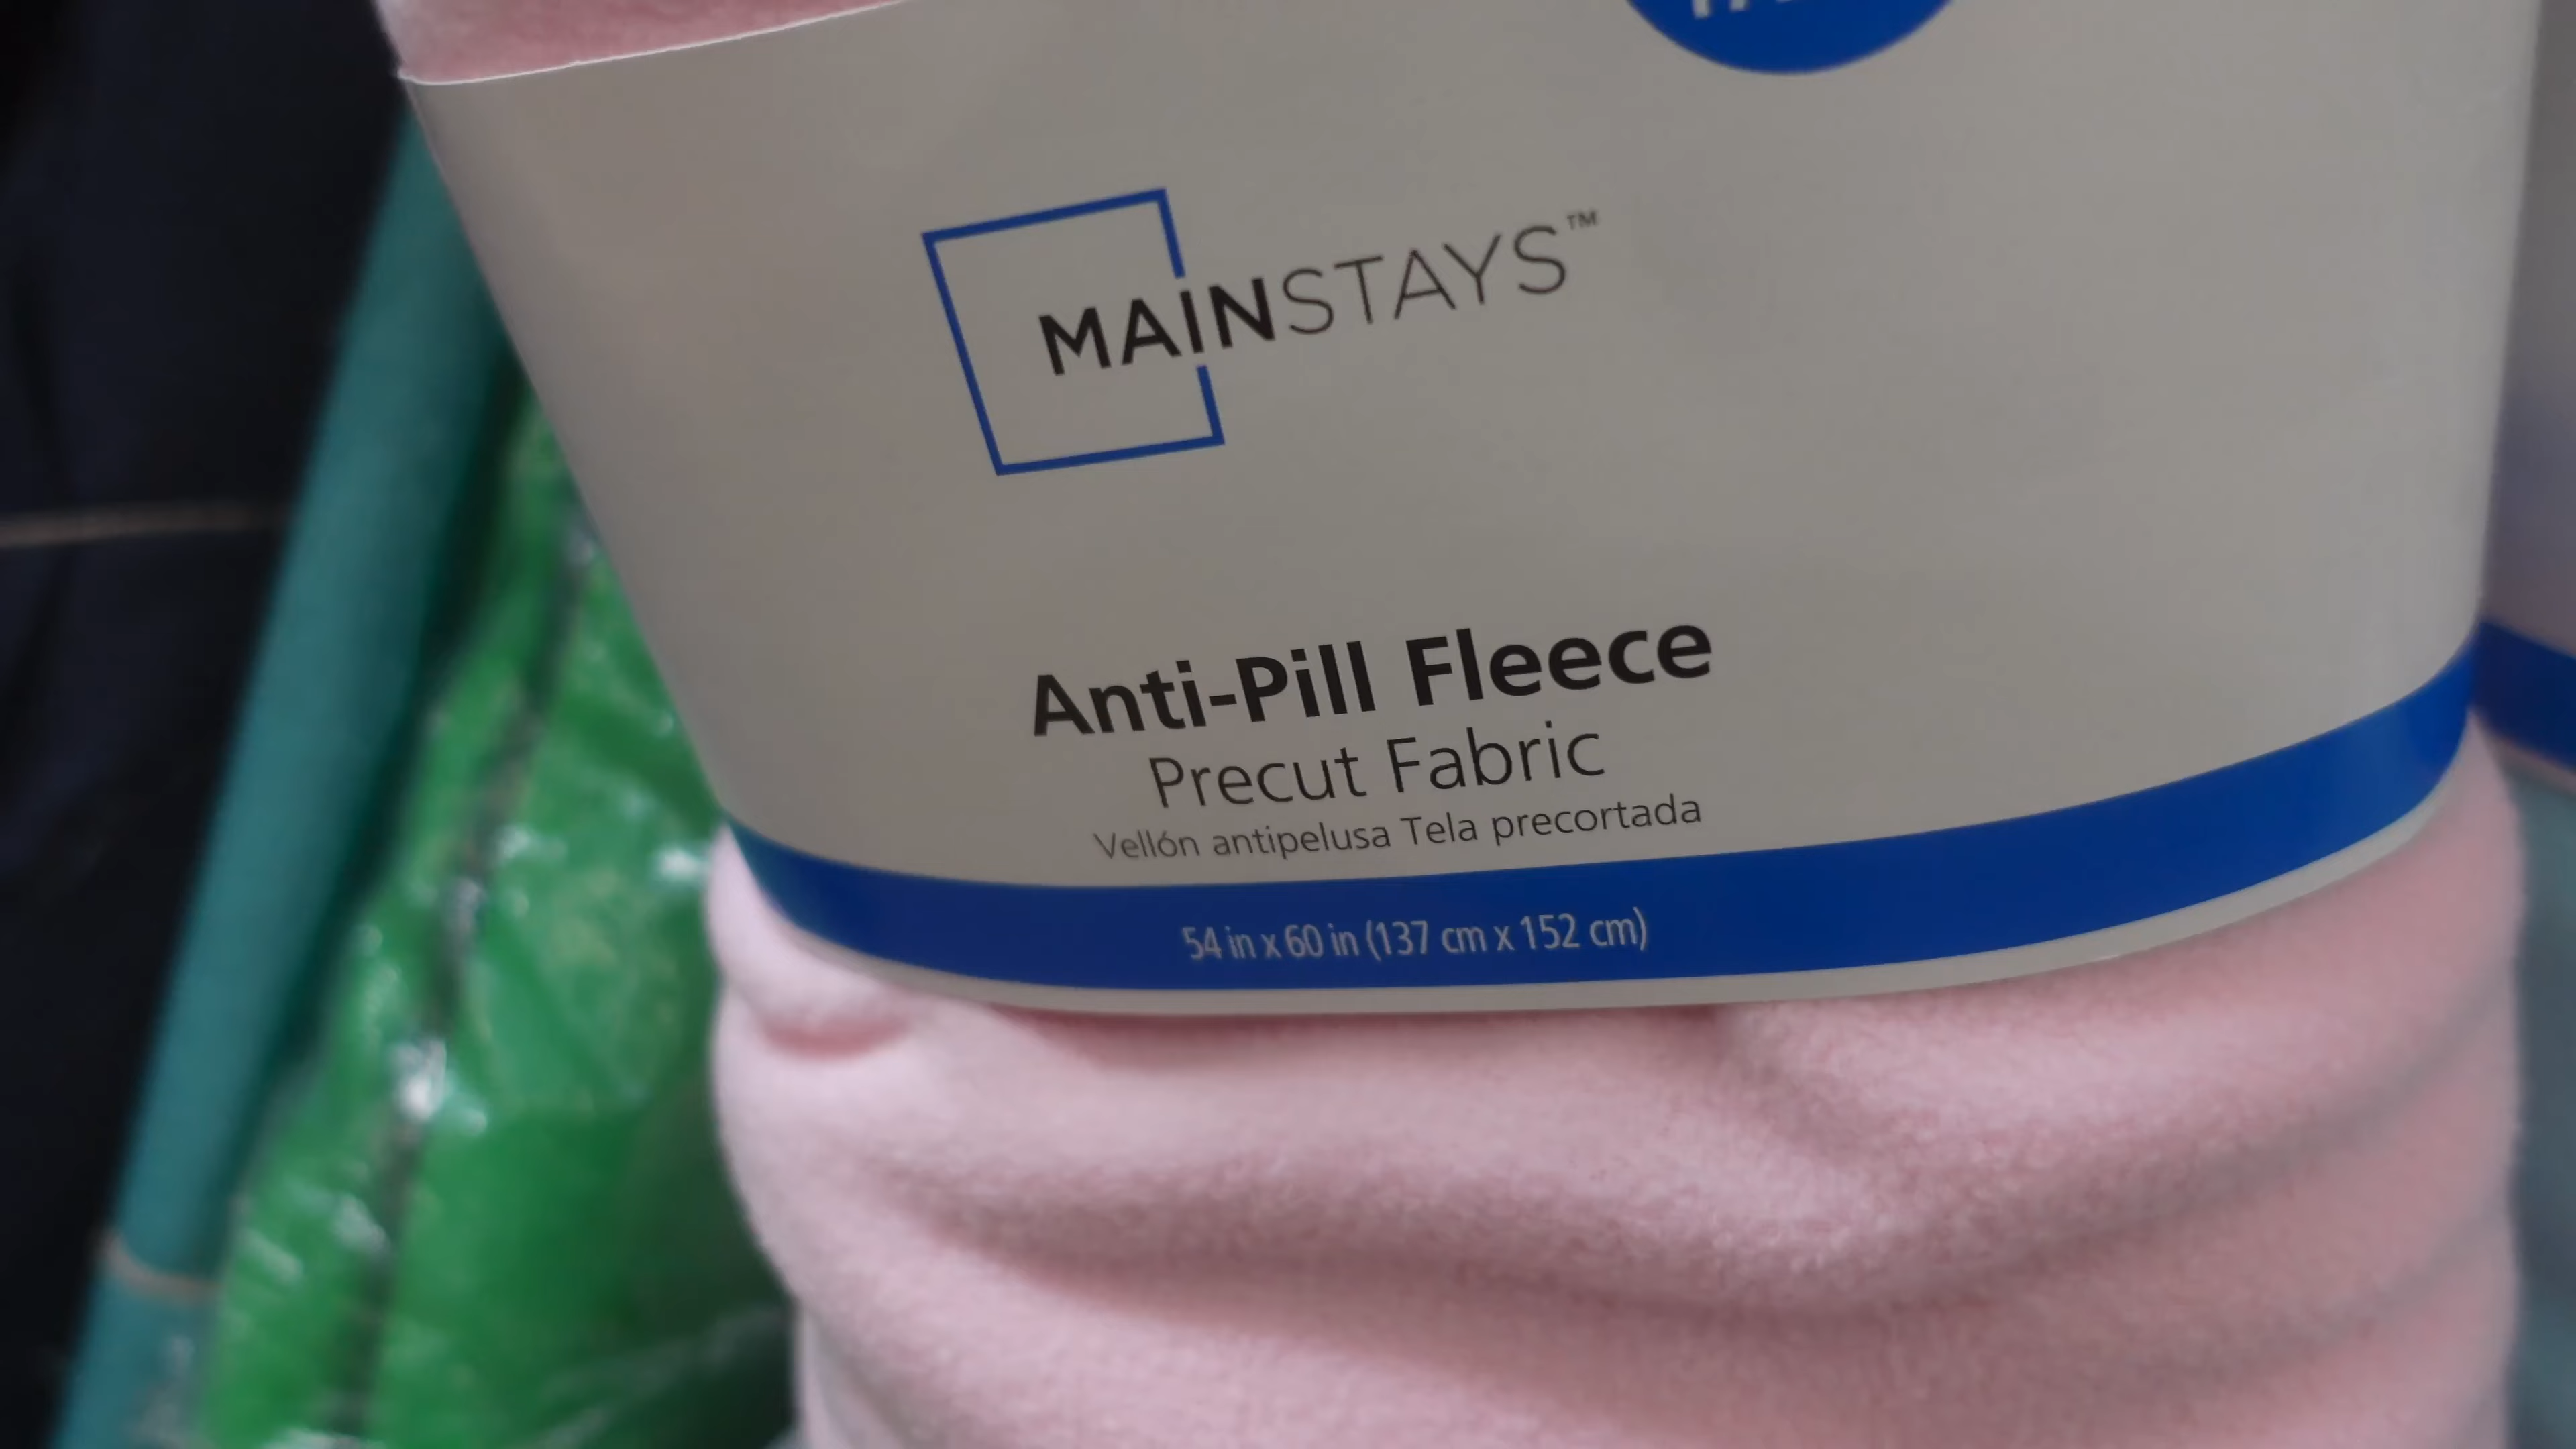 MAINSTAYS™
Anti-Pill Fleece
Precut Fabric
Vellón antipelusa Tela precortada
54 in x 60 in (137 cm x 152 cm)